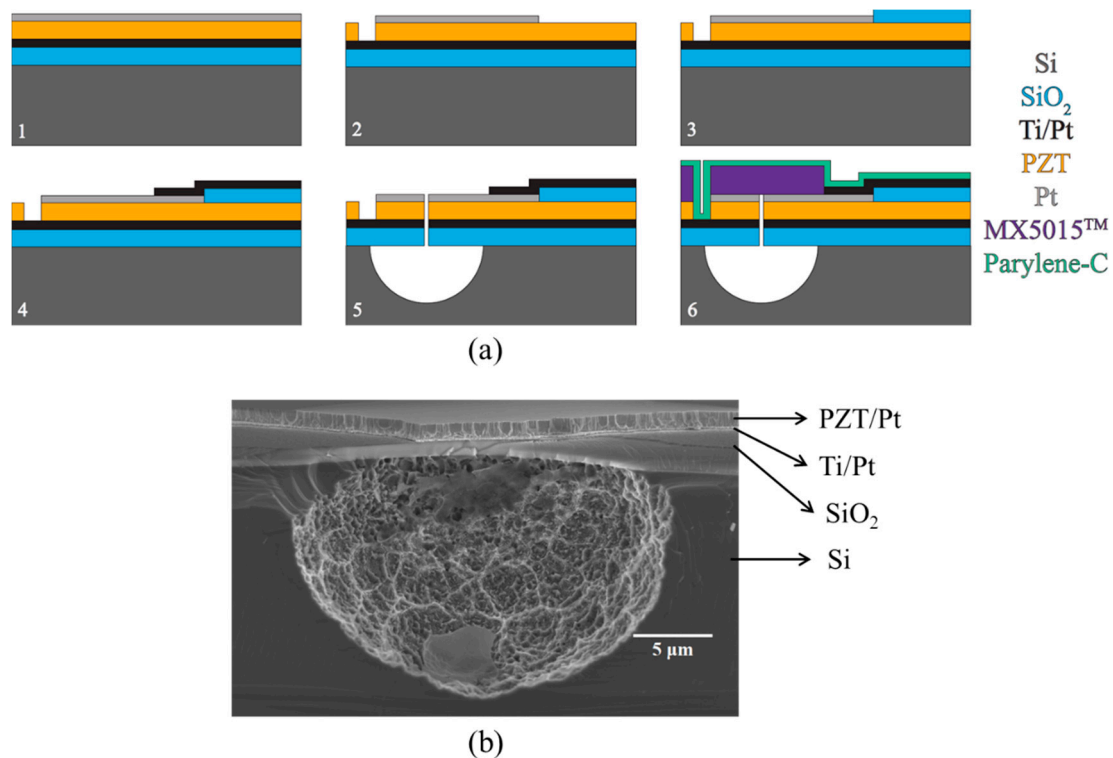 1
2
3
4
5
6
Si
SiO₂
Ti/Pt
PZT
Pt
MX5015™
Parylene-C
(a)
PZT/Pt
Ti/Pt
SiO₂
Si
5 μm
(b)